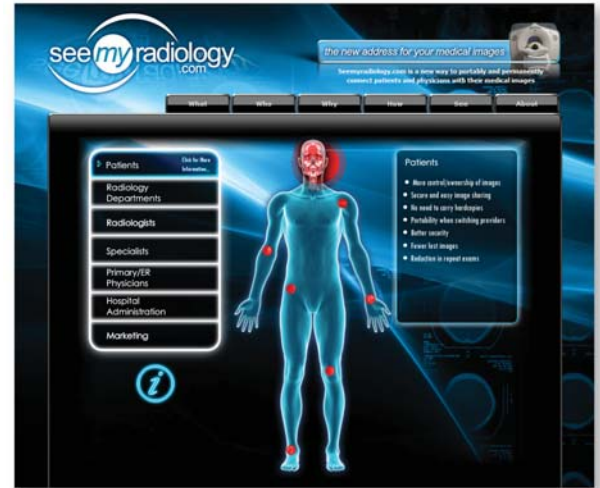 seemyradiology
.com
the new address for your medical images
Seemyradiology.com is a new way to portably and permanently
connect patients and physicians with their medical images
What Who Why How See About
Patients
Click for More
Information...
Radiology
Departments
Radiologists
Specialists
Primary/ER
Physicians
Hospital
Administration
Marketing
i
Patients
• More control/ownership of images
• Secure and easy image sharing
• No need to carry hardcopies
• Portability when switching providers
• Better security
• Fewer lost images
• Reduction in repeat exams